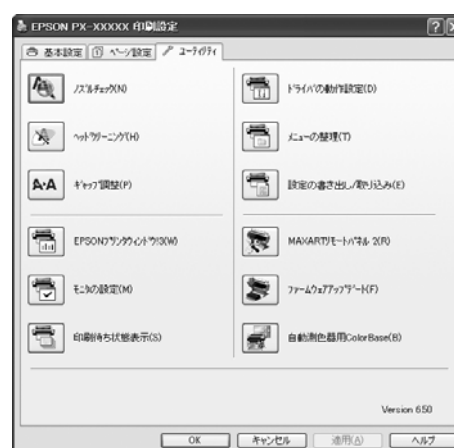 EPSON PX-XXXXX 印刷設定
基本設定 ページ設定 ユーティリティ
ノズルチェック(N)
ヘッドクリーニング(H)
ギャップ調整(P)
EPSONプリンタウィンドウ!3(W)
モニタの設定(M)
印刷待ち状態表示(S)
ドライバの動作設定(D)
メニューの整理(T)
設定の書き出し/取り込み(E)
MAXARTリモートパネル 2(R)
ファームウェアアップデート(F)
自動測色器用ColorBase(B)
Version 6.50
OK キャンセル 適用(A) ヘルプ